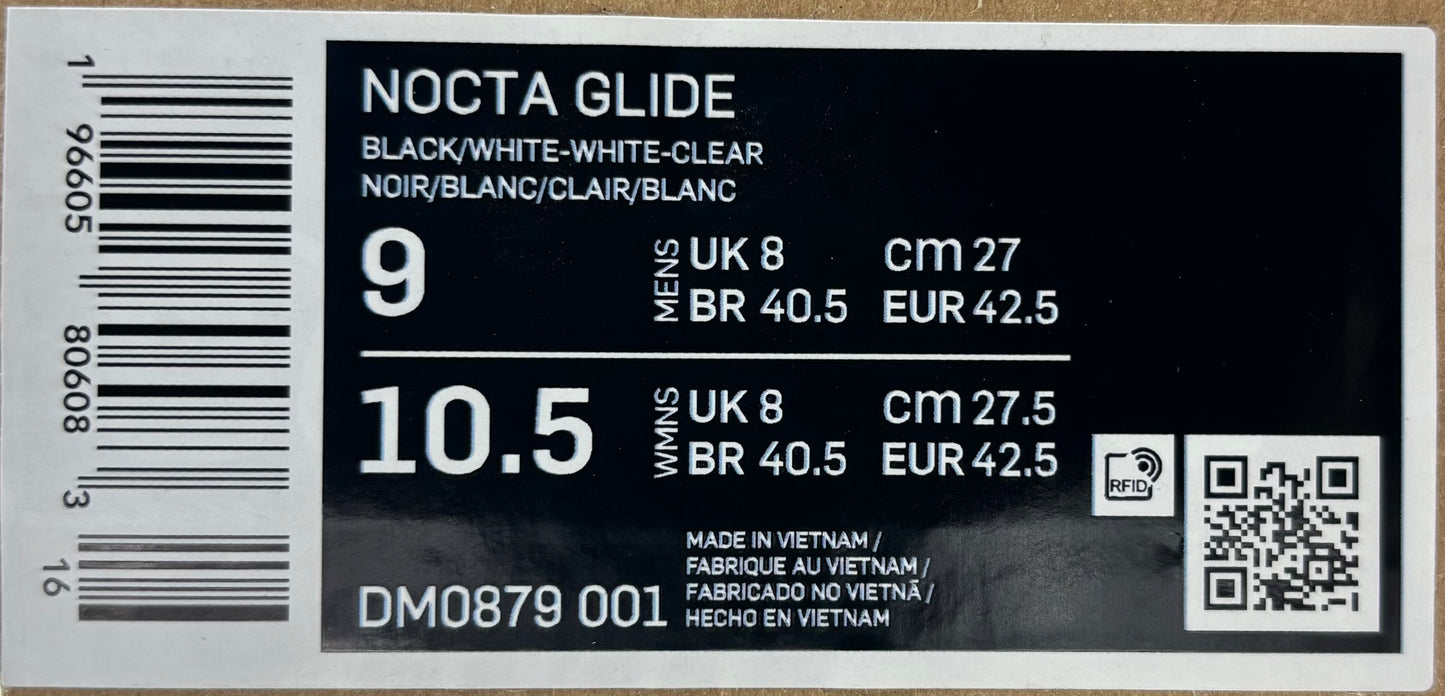 1 96605 80608 3
16
NOCTA GLIDE
BLACK/WHITE-WHITE-CLEAR
NOIR/BLANC/CLAIR/BLANC
9 MENS UK 8 cm 27
BR 40.5 EUR 42.5
10.5 WMNS UK 8 cm 27.5
BR 40.5 EUR 42.5
RFID
DM0879 001
MADE IN VIETNAM /
FABRIQUE AU VIETNAM /
FABRICADO NO VIETNÃ /
HECHO EN VIETNAM